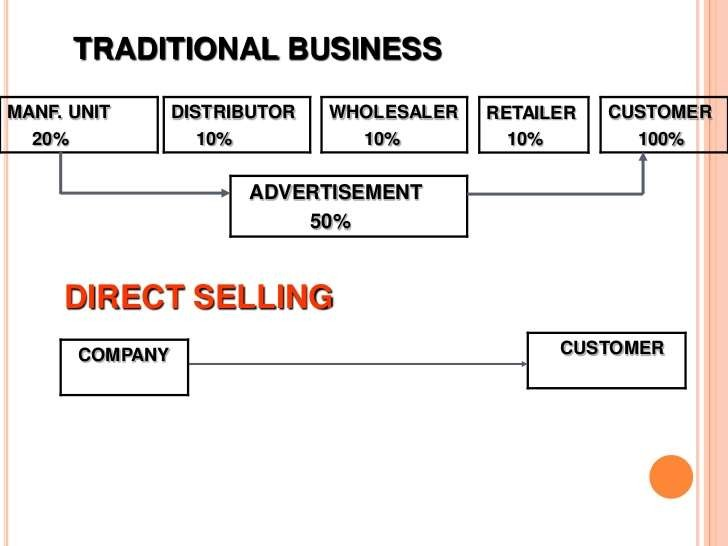 TRADITIONAL BUSINESS
MANF. UNIT
20%
DISTRIBUTOR
10%
WHOLESALER
10%
RETAILER
10%
CUSTOMER
100%
ADVERTISEMENT
50%
DIRECT SELLING
COMPANY
CUSTOMER